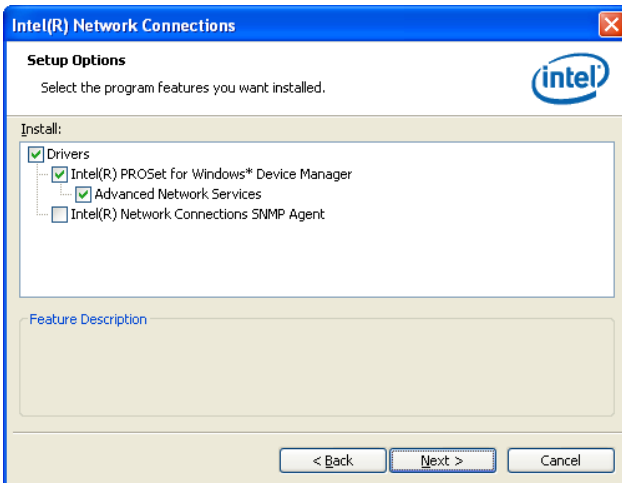 Intel(R) Network Connections
Setup Options
Select the program features you want installed.
intel
Install:
Drivers
Intel(R) PROSet for Windows* Device Manager
Advanced Network Services
Intel(R) Network Connections SNMP Agent
Feature Description
< Back
Next >
Cancel